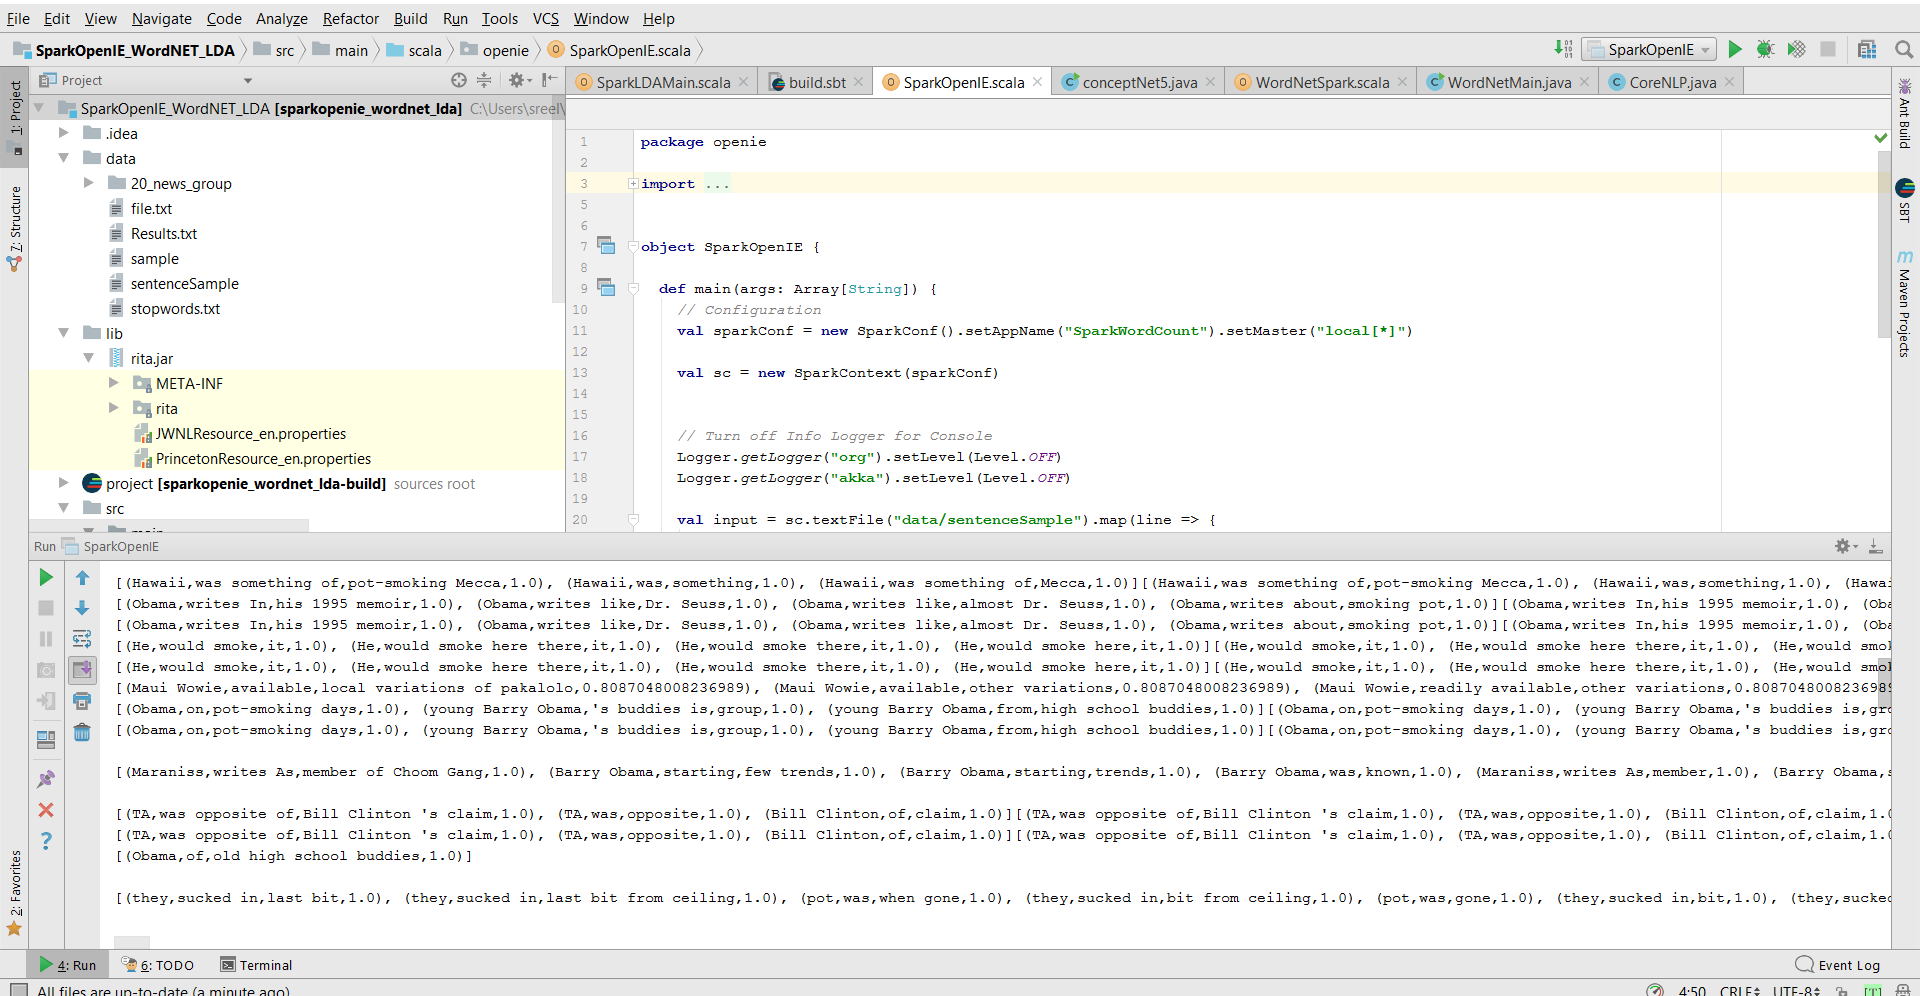 File Edit View Navigate Code Analyze Refactor Build Run Tools VCS Window Help
SparkOpenIE_WordNET_LDA src main scala openie SparkOpenIE.scala SparkOpenIE
Project
SparkLDAMain.scala build.sbt SparkOpenIE.scala conceptNet5.java WordNetSpark.scala WordNetMain.java CoreNLP.java
1: Project
7: Structure
2: Favorites
SparkOpenIE_WordNET_LDA [sparkopenie_wordnet_lda] C:\Users\sreel\
.idea
data
20_news_group
file.txt
Results.txt
sample
sentenceSample
stopwords.txt
lib
rita.jar
META-INF
rita
JWNLResource_en.properties
PrincetonResource_en.properties
project [sparkopenie_wordnet_lda-build] sources root
src
main
1 package openie
2
3 import ...
5
6
7 object SparkOpenIE {
8
9 def main(args: Array[String]) {
10 // Configuration
11 val sparkConf = new SparkConf().setAppName("SparkWordCount").setMaster("local[*]")
12
13 val sc = new SparkContext(sparkConf)
14
15
16 // Turn off Info Logger for Console
17 Logger.getLogger("org").setLevel(Level.OFF)
18 Logger.getLogger("akka").setLevel(Level.OFF)
19
20 val input = sc.textFile("data/sentenceSample").map(line => {
Ant Build
SBT
Maven Projects
Run SparkOpenIE
[(Hawaii,was something of,pot-smoking Mecca,1.0), (Hawaii,was,something,1.0), (Hawaii,was something of,Mecca,1.0)][(Hawaii,was something of,pot-smoking Mecca,1.0), (Hawaii,was,something,1.0), (Hawai
[(Obama,writes In,his 1995 memoir,1.0), (Obama,writes like,Dr. Seuss,1.0), (Obama,writes like,almost Dr. Seuss,1.0), (Obama,writes about,smoking pot,1.0)][(Obama,writes In,his 1995 memoir,1.0), (Oba
[(Obama,writes In,his 1995 memoir,1.0), (Obama,writes like,Dr. Seuss,1.0), (Obama,writes like,almost Dr. Seuss,1.0), (Obama,writes about,smoking pot,1.0)][(Obama,writes In,his 1995 memoir,1.0), (Oba
[(He,would smoke,it,1.0), (He,would smoke here there,it,1.0), (He,would smoke there,it,1.0), (He,would smoke here,it,1.0)][(He,would smoke,it,1.0), (He,would smoke here there,it,1.0), (He,would smok
[(He,would smoke,it,1.0), (He,would smoke here there,it,1.0), (He,would smoke there,it,1.0), (He,would smoke here,it,1.0)][(He,would smoke,it,1.0), (He,would smoke here there,it,1.0), (He,would smok
[(Maui Wowie,available,local variations of pakalolo,0.8087048008236989), (Maui Wowie,available,other variations,0.8087048008236989), (Maui Wowie,readily available,other variations,0.8087048008236989
[(Obama,on,pot-smoking days,1.0), (young Barry Obama,'s buddies is,group,1.0), (young Barry Obama,from,high school buddies,1.0)][(Obama,on,pot-smoking days,1.0), (young Barry Obama,'s buddies is,gro
[(Obama,on,pot-smoking days,1.0), (young Barry Obama,'s buddies is,group,1.0), (young Barry Obama,from,high school buddies,1.0)][(Obama,on,pot-smoking days,1.0), (young Barry Obama,'s buddies is,gro
[(Maraniss,writes As,member of Choom Gang,1.0), (Barry Obama,starting,few trends,1.0), (Barry Obama,starting,trends,1.0), (Barry Obama,was,known,1.0), (Maraniss,writes As,member,1.0), (Barry Obama,s
[(TA,was opposite of,Bill Clinton 's claim,1.0), (TA,was,opposite,1.0), (Bill Clinton,of,claim,1.0)][(TA,was opposite of,Bill Clinton 's claim,1.0), (TA,was,opposite,1.0), (Bill Clinton,of,claim,1.0
[(TA,was opposite of,Bill Clinton 's claim,1.0), (TA,was,opposite,1.0), (Bill Clinton,of,claim,1.0)][(TA,was opposite of,Bill Clinton 's claim,1.0), (TA,was,opposite,1.0), (Bill Clinton,of,claim,1.0
[(Obama,of,old high school buddies,1.0)]
[(they,sucked in,last bit,1.0), (they,sucked in,last bit from ceiling,1.0), (pot,was,when gone,1.0), (they,sucked in,bit from ceiling,1.0), (pot,was,gone,1.0), (they,sucked in,bit,1.0), (they,sucked
4: Run 6: TODO Terminal Event Log
All files are up-to-date (a minute ago) 4:50 CRLF UTF-8 [T]